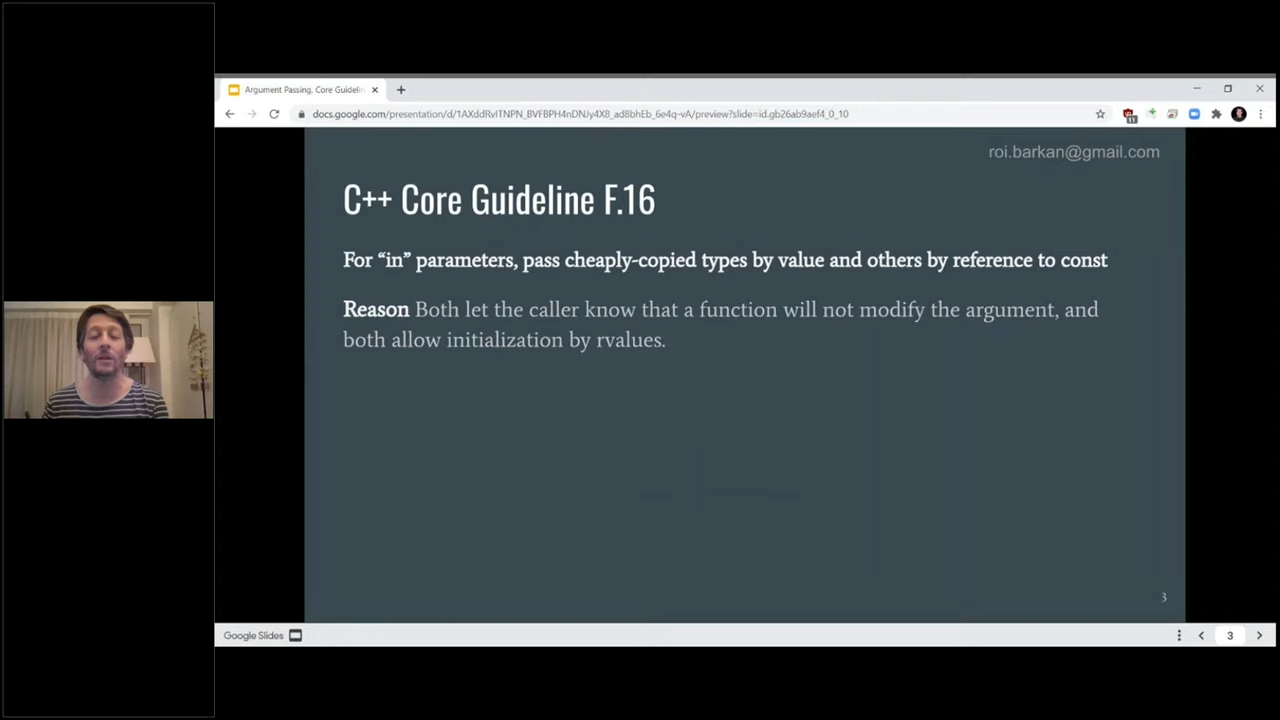 Argument Passing, Core Guidelin
docs.google.com/presentation/d/1AXddRvITNPN_BVFBPH4nDNJy4X8_ad8bhEb_6e4q-vA/preview?slide=id.gb26ab9aef4_0_10
11
roi.barkan@gmail.com
C++ Core Guideline F.16
For “in” parameters, pass cheaply-copied types by value and others by reference to const
Reason Both let the caller know that a function will not modify the argument, and
both allow initialization by rvalues.
3
Google Slides
3